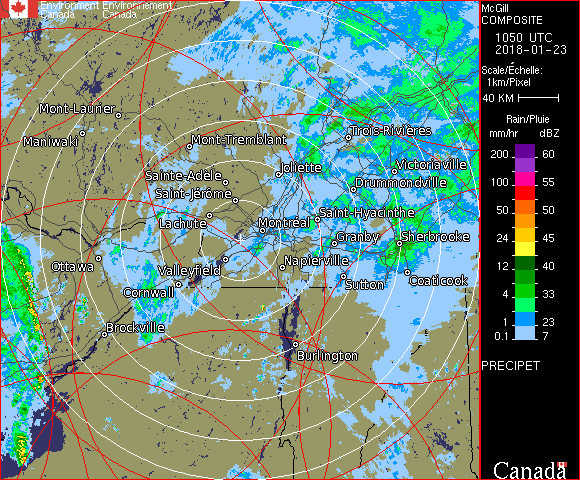 Environment Environnement
Canada Canada
McGill
COMPOSITE
1050 UTC
2018-01-23
Scale/Échelle:
1km/Pixel
40 KM
Rain/Pluie
mm/hr dBZ
200 60
100 55
50 50
24 45
12 40
4 33
2 23
0.1 7
PRECIPET
Canada
Mont-Laurier
Maniwaki
Mont-Tremblant
Trois-Rivières
Sainte-Adèle
Joliette
Victoriaville
Saint-Jérôme
Drummondville
Lachute
Saint-Hyacinthe
Montréal
Granby
Sherbrooke
Ottawa
Valleyfield
Napierville
Cornwall
Sutton
Coaticook
Brockville
Burlington